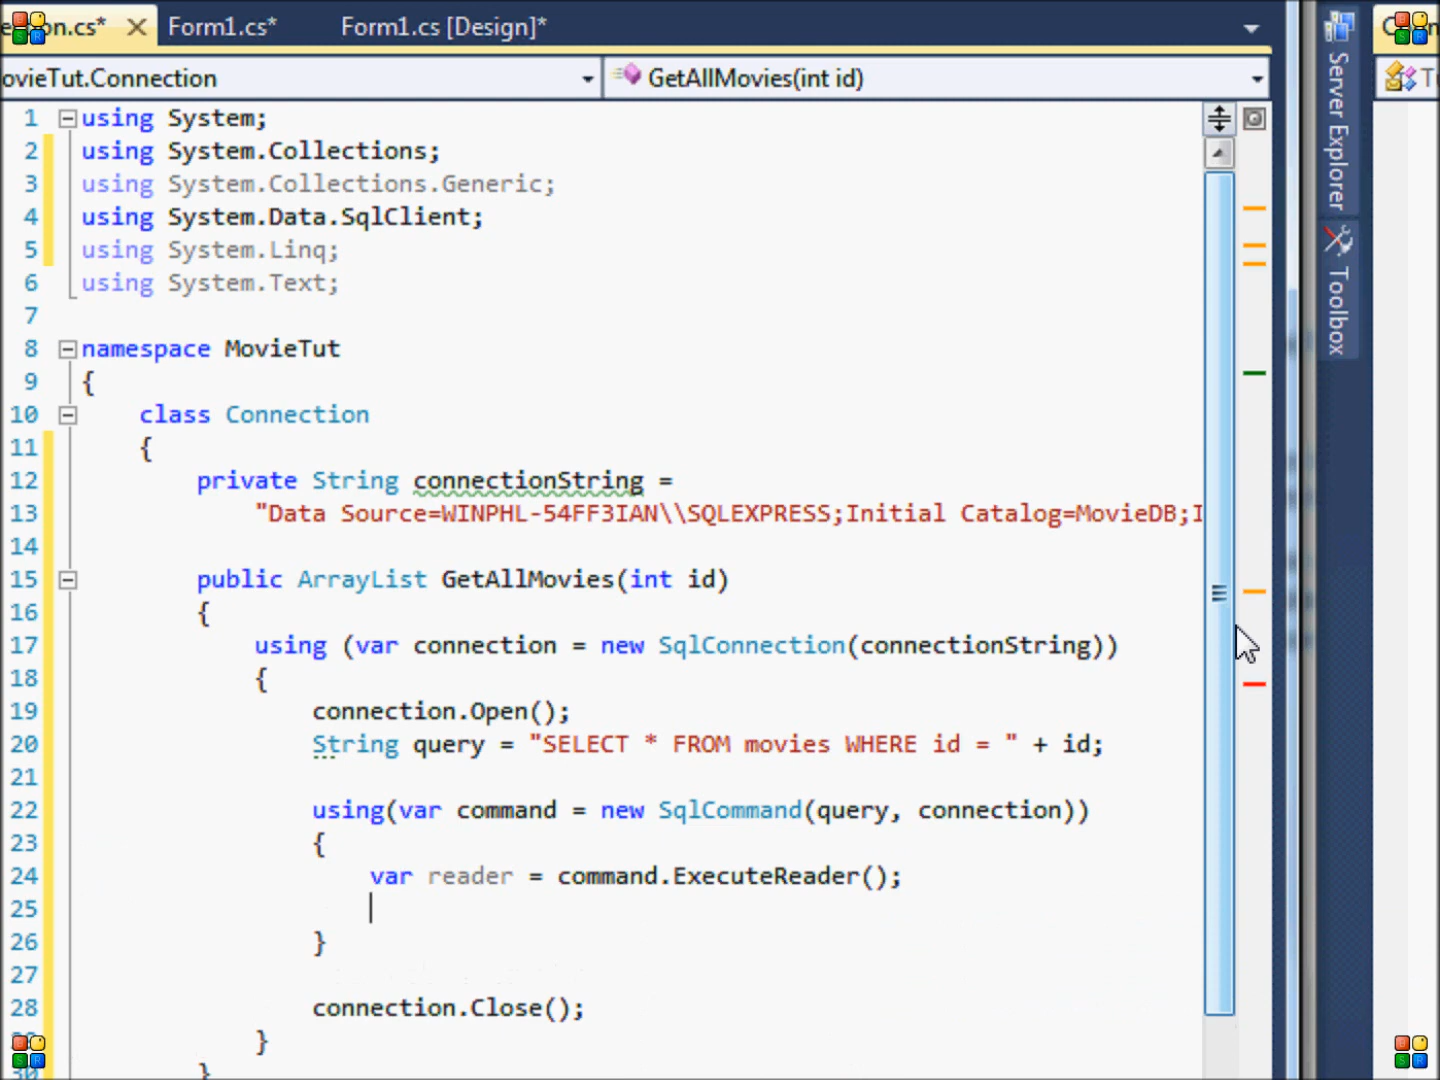 on.cs*
Form1.cs*
Form1.cs [Design]*
ovieTut.Connection
GetAllMovies(int id)
1 using System;
2 using System.Collections;
3 using System.Collections.Generic;
4 using System.Data.SqlClient;
5 using System.Linq;
6 using System.Text;
7
8 namespace MovieTut
9 {
10 class Connection
11 {
12 private String connectionString =
13 "Data Source=WINPHL-54FF3IAN\\SQLEXPRESS;Initial Catalog=MovieDB;I
14
15 public ArrayList GetAllMovies(int id)
16 {
17 using (var connection = new SqlConnection(connectionString))
18 {
19 connection.Open();
20 String query = "SELECT * FROM movies WHERE id = " + id;
21
22 using(var command = new SqlCommand(query, connection))
23 {
24 var reader = command.ExecuteReader();
25
26 }
27
28 connection.Close();
}
30 }
Server Explorer
Toolbox